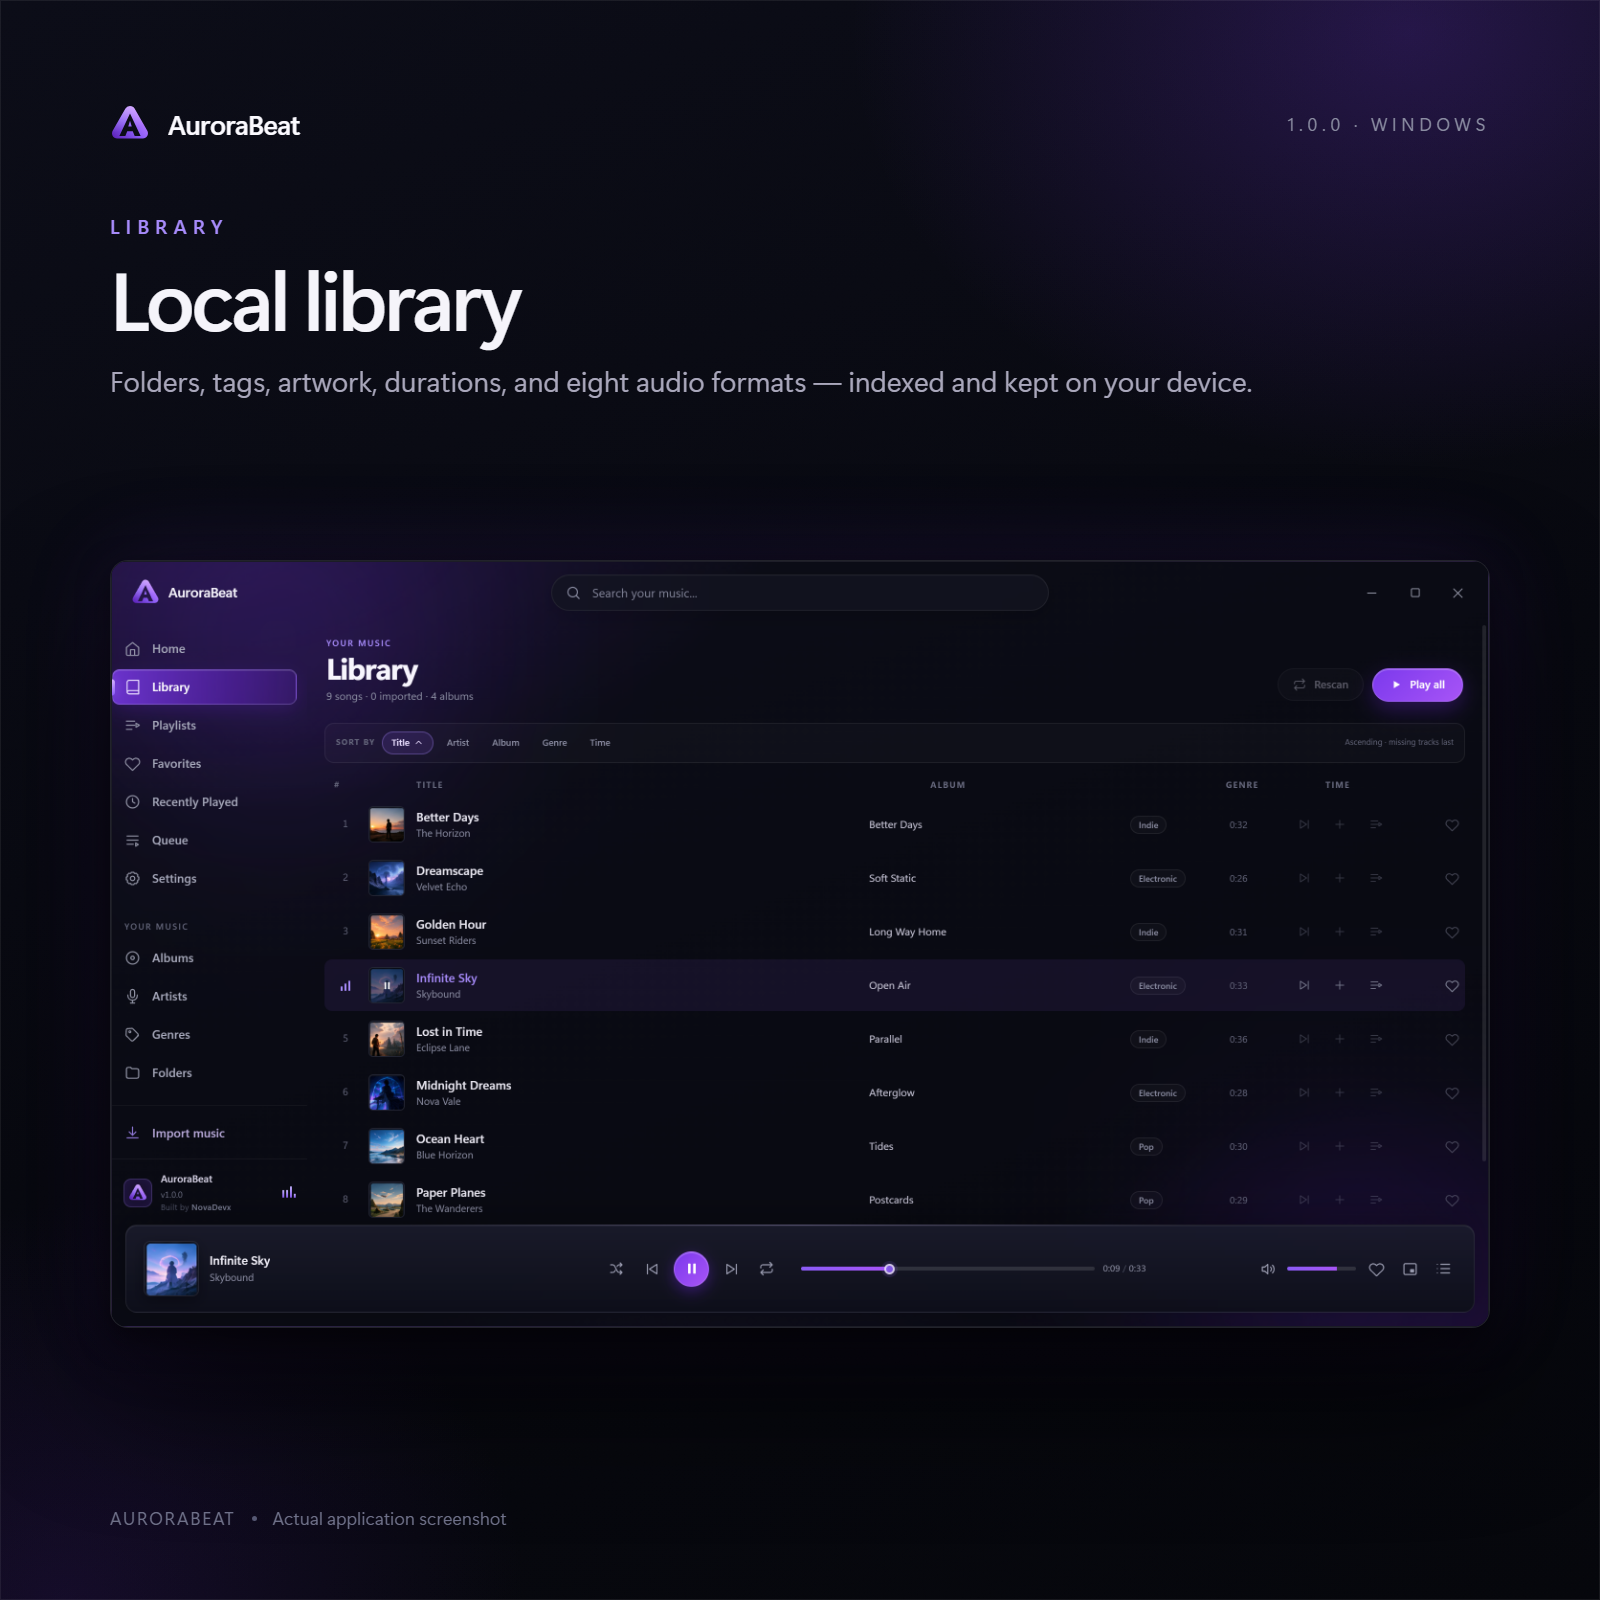 AuroraBeat
1.0.0 · WINDOWS
LIBRARY
Local library
Folders, tags, artwork, durations, and eight audio formats — indexed and kept on your device.
AuroraBeat
Search your music...
Home
Library
Playlists
Favorites
Recently Played
Queue
Settings
YOUR MUSIC
Albums
Artists
Genres
Folders
Import music
AuroraBeat
v1.0.0
Built by NovaDevx
YOUR MUSIC
Library
9 songs · 0 imported · 4 albums
Rescan
Play all
SORT BY Title Artist Album Genre Time
Ascending · missing tracks last
# TITLE ALBUM GENRE TIME
1 Better Days Better Days Indie 0:32
The Horizon
2 Dreamscape Soft Static Electronic 0:26
Velvet Echo
3 Golden Hour Long Way Home Indie 0:31
Sunset Riders
Infinite Sky Open Air Electronic 0:33
Skybound
5 Lost in Time Parallel Indie 0:36
Eclipse Lane
6 Midnight Dreams Afterglow Electronic 0:28
Nova Vale
7 Ocean Heart Tides Pop 0:30
Blue Horizon
8 Paper Planes Postcards Pop 0:29
The Wanderers
Infinite Sky
Skybound
0:09 / 0:33
AURORABEAT • Actual application screenshot